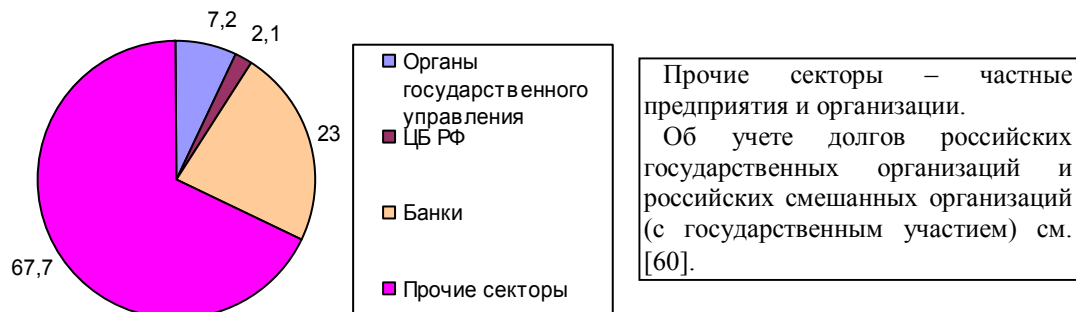 7,2
2,1
23
67,7
Органы
государственного
управления
ЦБ РФ
Банки
Прочие секторы
Прочие секторы – частные
предприятия и организации.
Об учете долгов российских
государственных организаций и
российских смешанных организаций
(с государственным участием) см.
[60].